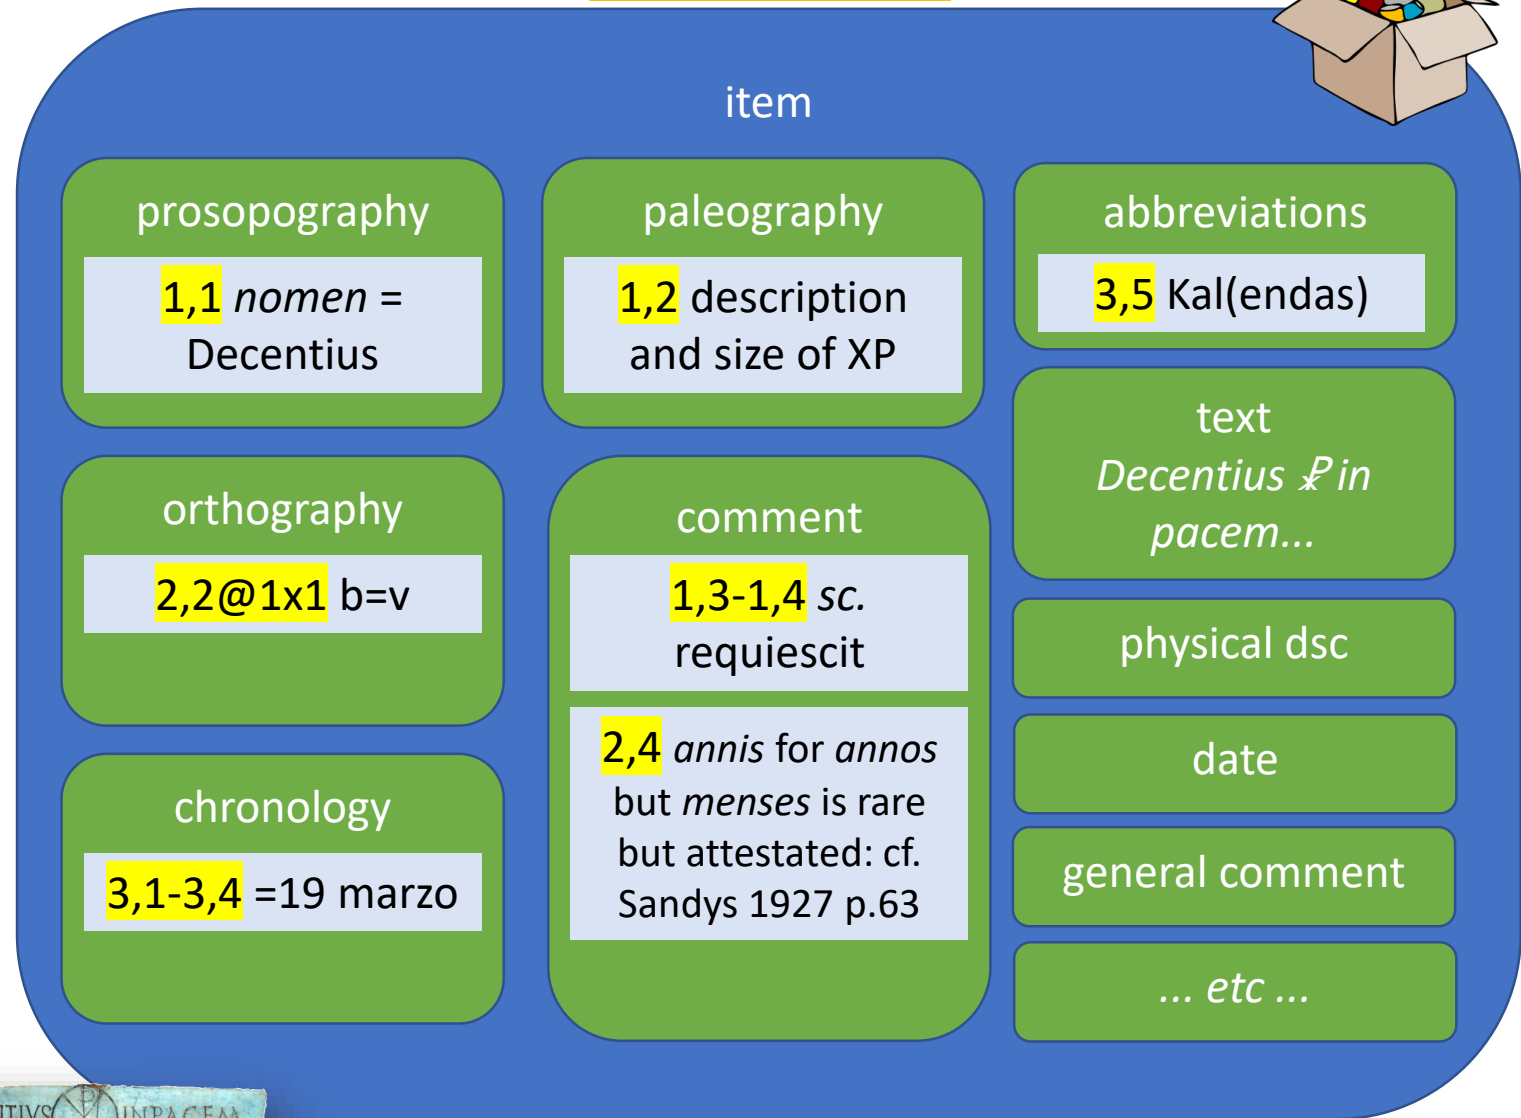 item
prosopography
1,1 nomen =
Decentius
paleography
1,2 description
and size of XP
abbreviations
3,5 Kal(endas)
text
Decentius ☧ in
pacem...
orthography
2,2@1x1 b=v
comment
1,3-1,4 sc.
requiescit
2,4 annis for annos
but menses is rare
but attestated: cf.
Sandys 1927 p.63
chronology
3,1-3,4 =19 marzo
physical dsc
date
general comment
... etc ...
INPACEM